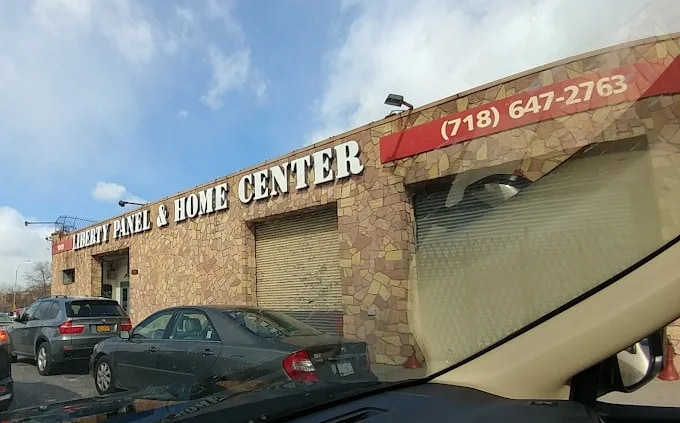 LIBERTY PANEL & HOME CENTER
(718) 647-2763